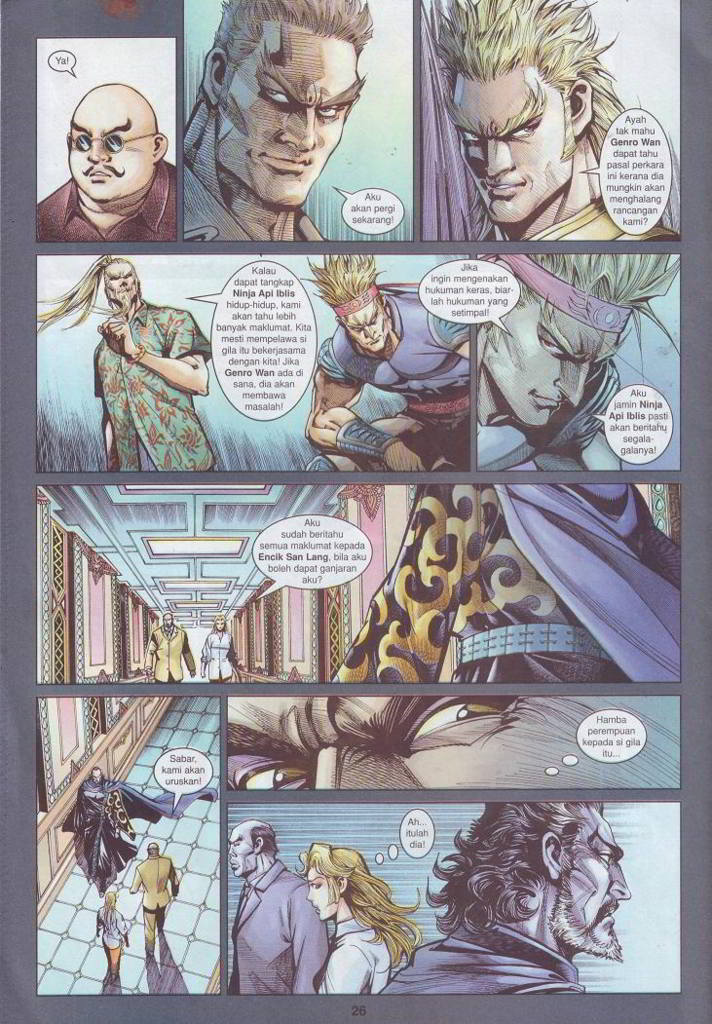 Ya!
Aku
akan pergi
sekarang!
Ayah
tak mahu
Genro Wan
dapat tahu
pasal perkara
ini kerana dia
mungkin akan
menghalang
rancangan
kami?
Kalau
dapat tangkap
Ninja Api Iblis
hidup-hidup, kami
akan tahu lebih
banyak maklumat. Kita
mesti mempelawa si
gila itu bekerjasama
dengan kita! Jika
Genro Wan ada di
sana, dia akan
membawa
masalah!
Jika
ingin mengenakan
hukuman keras, biar-
lah hukuman yang
setimpal!
Aku
jamin Ninja
Api Iblis pasti
akan beritahu
segala-
galanya!
Aku
sudah beritahu
semua maklumat kepada
Encik San Lang, bila aku
boleh dapat ganjaran
aku?
Sabar,
kami akan
uruskan!
Hamba
perempuan
kepada si gila
itu...
Ah...
itulah
dia!
26